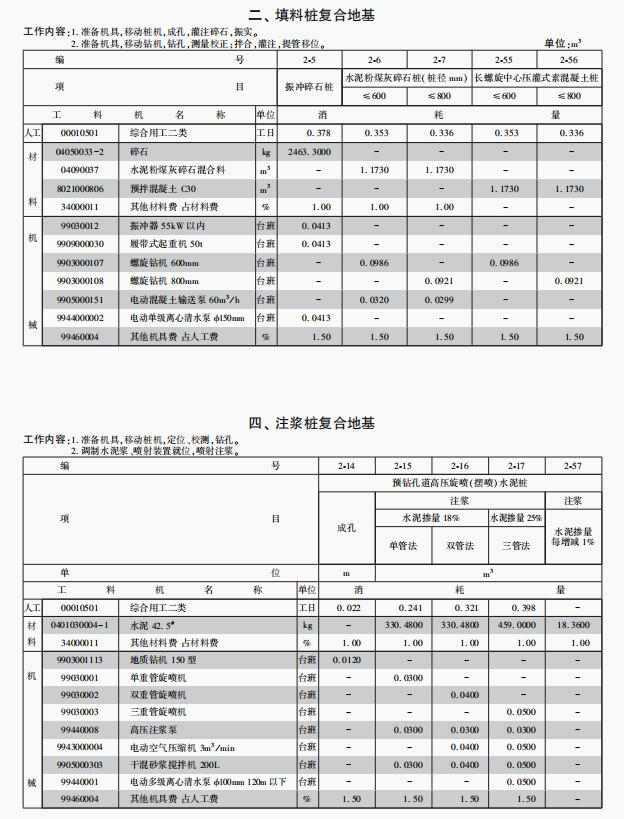 二、填料桩复合地基
工作内容:1. 准备机具,移动桩机,成孔,灌注碎石,振实。
2. 准备机具,移动钻机,钻孔,测量校正;拌合,灌注,提管移位。 单位:m³
编 号 2-5 2-6 2-7 2-55 2-56
项 目 振冲碎石桩 水泥粉煤灰碎石桩(桩径 mm) 长螺旋中心压灌式素混凝土桩
≤600 ≤800 ≤600 ≤800
工 料 机 名 称 单位 消 耗 量
人工 00010501 综合用工二类 工日 0.378 0.353 0.336 0.353 0.336
材料 04050033-2 碎石 kg 2463.3000 - - - -
04090037 水泥粉煤灰碎石混合料 m³ - 1.1730 1.1730 - -
8021000806 预拌混凝土 C30 m³ - - - 1.1730 1.1730
34000011 其他材料费 占材料费 % 1.00 1.00 1.00 - -
机械 99030012 振冲器 55kW 以内 台班 0.0413 - - - -
9909000030 履带式起重机 50t 台班 0.0413 - - - -
9903000107 螺旋钻机 600mm 台班 - 0.0986 - 0.0986 -
9903000108 螺旋钻机 800mm 台班 - - 0.0921 - 0.0921
9905000151 电动混凝土输送泵 60m³/h 台班 - 0.0320 0.0299 - -
9944000002 电动单级离心清水泵 φ150mm 台班 0.0413 - - - -
99460004 其他机具费 占人工费 % 1.50 1.50 1.50 1.50 1.50
四、注浆桩复合地基
工作内容:1. 准备机具,移动桩机,定位、校测,钻孔。
2. 调制水泥浆、喷射装置就位,喷射注浆。
编 号 2-14 2-15 2-16 2-17 2-57
项 目 预钻孔道高压旋喷(摆喷)水泥桩
成孔 注浆 注浆
水泥掺量 18% 水泥掺量 25% 水泥掺量每增减 1%
单管法 双管法 三管法
单 位 m m³
工 料 机 名 称 单位 消 耗 量
人工 00010501 综合用工二类 工日 0.022 0.241 0.321 0.398 -
材料 0401030004-1 水泥 42.5# kg - 330.4800 330.4800 459.0000 18.3600
34000011 其他材料费 占材料费 % 1.00 1.00 1.00 1.00 1.00
机械 9903001113 地质钻机 150 型 台班 0.0120 - - - -
99030001 单重管旋喷机 台班 - 0.0300 - - -
99030002 双重管旋喷机 台班 - - 0.0400 - -
99030003 三重管旋喷机 台班 - - - 0.0500 -
99440008 高压注浆泵 台班 - 0.0300 0.0300 0.0300 -
9943000004 电动空气压缩机 3m³/min 台班 - - 0.0400 0.0500 -
9905000303 干混砂浆搅拌机 200L 台班 - 0.0300 0.0400 0.0500 -
99440001 电动多级离心清水泵 φ100mm 120m 以下 台班 - - - 0.0500 -
99460004 其他机具费 占人工费 % 1.50 1.50 1.50 1.50 -